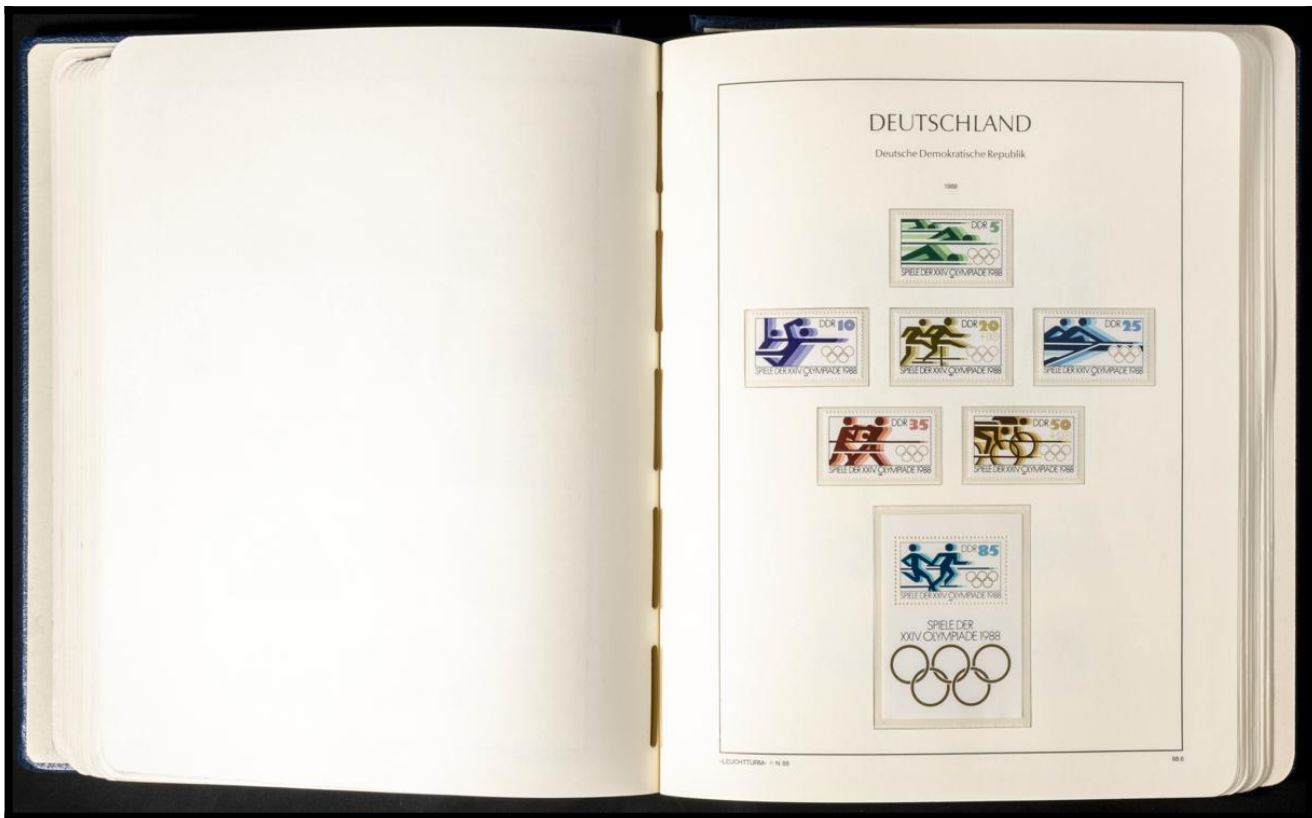 DEUTSCHLAND
Deutsche Demokratische Republik
1988
DDR 5
SPIELE DER XXIV. OLYMPIADE 1988
DDR 10
SPIELE DER XXIV. OLYMPIADE 1988
DDR 20
SPIELE DER XXIV. OLYMPIADE 1988
DDR 25
SPIELE DER XXIV. OLYMPIADE 1988
DDR 35
SPIELE DER XXIV. OLYMPIADE 1988
DDR 50
SPIELE DER XXIV. OLYMPIADE 1988
DDR 85
SPIELE DER XXIV. OLYMPIADE 1988
SPIELE DER
XXIV. OLYMPIADE 1988
›LEUCHTTURM‹ N 88